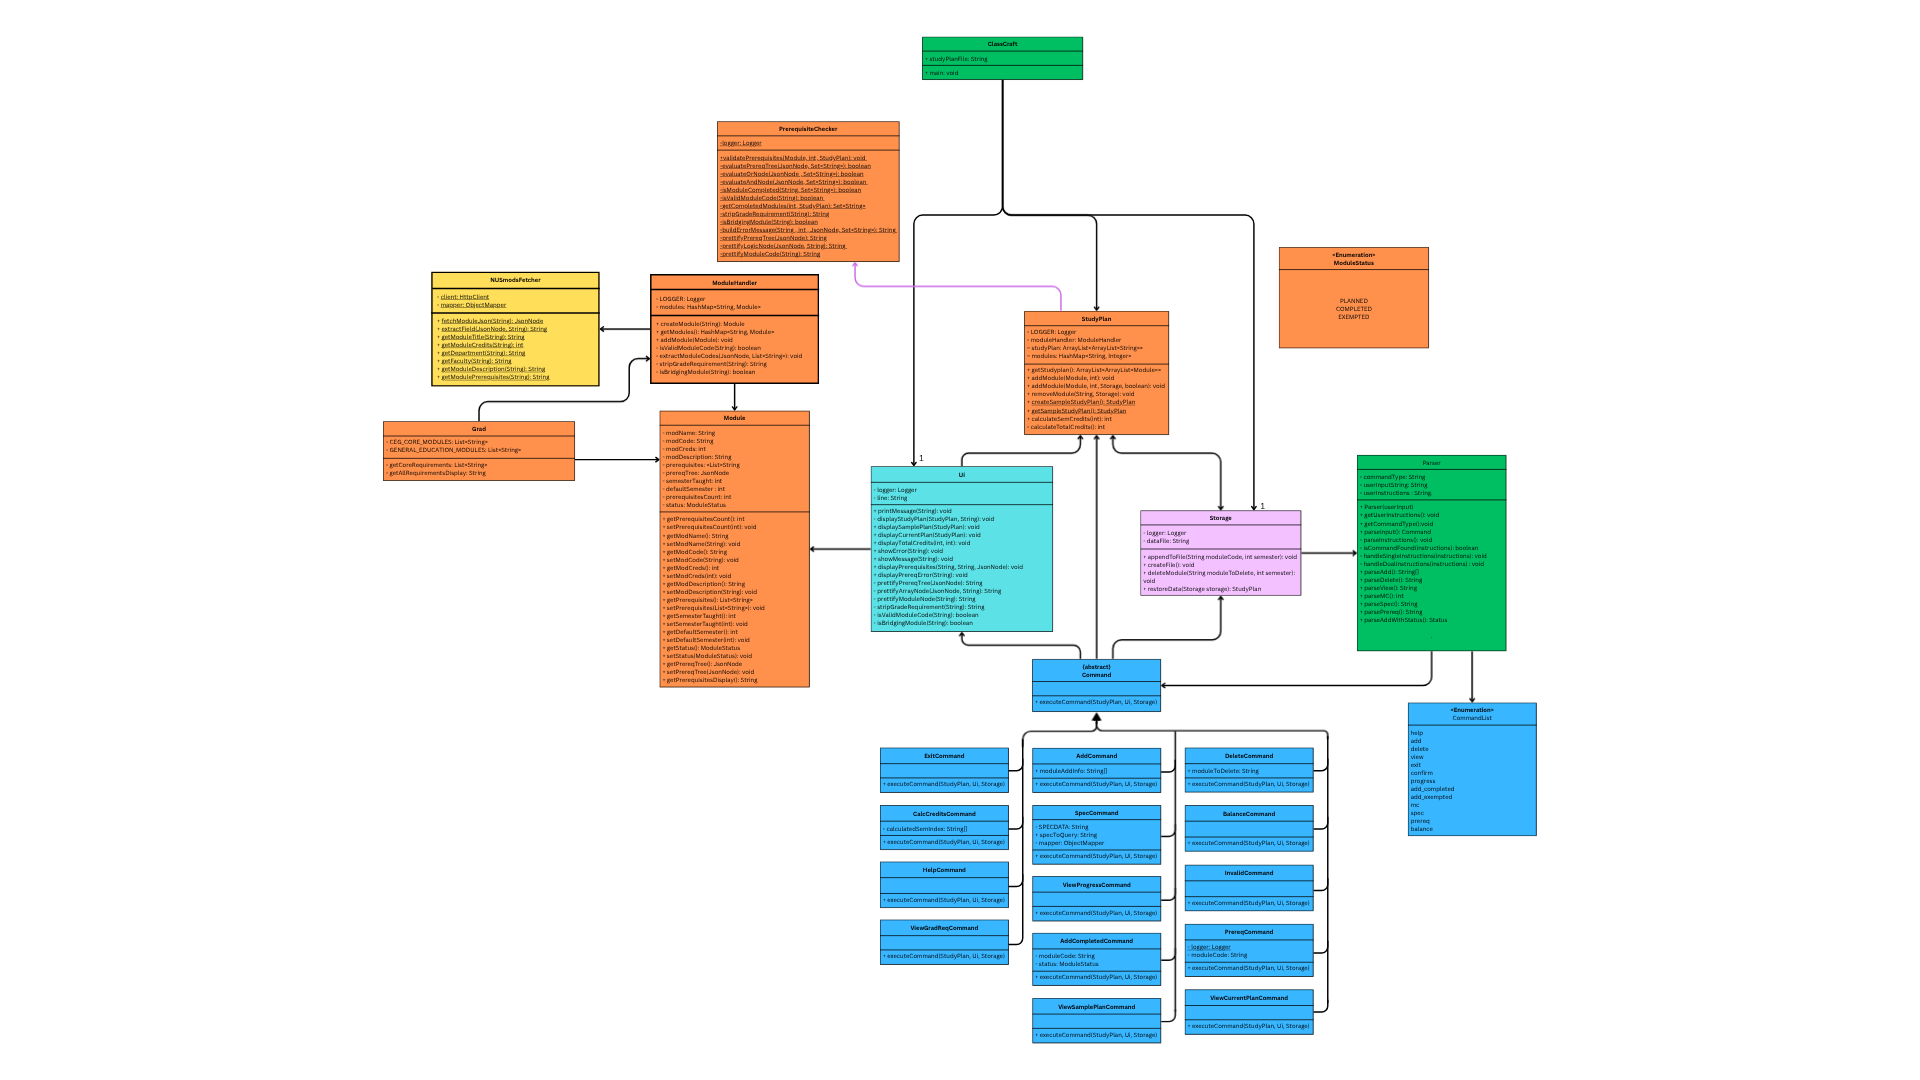 ClassCraft
+ studyPlanFile: String
+ main: void
PrerequisiteChecker
-logger: Logger
+validatePrerequisites(Module, int, StudyPlan): void
-evaluatePrereqTree(JsonNode, Set<String>): boolean
-evaluateOrNode(JsonNode , Set<String>): boolean
-evaluateAndNode(JsonNode, Set<String>): boolean
-isModuleCompleted(String, Set<String>): boolean
-isValidModuleCode(String): boolean
-getCompletedModules(int, StudyPlan): Set<String>
-stripGradeRequirement(String): String
-isBridgingModule(String): boolean
-buildErrorMessage(String , int , JsonNode, Set<String>): String
-prettifyPrereqTree(JsonNode): String
-prettifyLogicNode(JsonNode, String): String
-prettifyModuleCode(String): String
«Enumeration»
ModuleStatus
PLANNED
COMPLETED
EXEMPTED
NUSmodsFetcher
- client: HttpClient
- mapper: ObjectMapper
+ fetchModuleJson(String): JsonNode
+ extractField(JsonNode, String): String
+ getModuleTitle(String): String
+ getModuleCredits(String): int
+ getDepartment(String): String
+ getFaculty(String): String
+ getModuleDescription(String): String
+ getModulePrerequisites(String): String
ModuleHandler
- LOGGER: Logger
- modules: HashMap<String, Module>
+ createModule(String): Module
+ getModules(): HashMap<String, Module>
+ addModule(Module): void
- isValidModuleCode(String): boolean
- extractModuleCodes(JsonNode, List<String>): void
- stripGradeRequirement(String): String
- isBridgingModule(String): boolean
StudyPlan
- LOGGER: Logger
- moduleHandler: ModuleHandler
- studyPlan: ArrayList<ArrayList<String>>
- modules: HashMap<String, Integer>
+ getStudyplan(): ArrayList<ArrayList<Module>>
+ addModule(Module, int): void
+ addModule(Module, int, Storage, boolean): void
+ removeModule(String, Storage): void
+ createSampleStudyPlan(): StudyPlan
+ getSampleStudyPlan(): StudyPlan
+ calculateSemCredits(int): int
- calculateTotalCredits(): int
Grad
- CEG_CORE_MODULES: List<String>
- GENERAL_EDUCATION_MODULES: List<String>
- getCoreRequirements: List<String>
- getAllRequirementsDisplay: String
Module
- modName: String
- modCode: String
- modCreds: int
- modDescription: String
- prerequisites: <List<String
- prereqTree: JsonNode
- semesterTaught: int
- defaultSemester : int
- prerequisitesCount: int
- status: ModuleStatus
+ getPrerequisitesCount(): int
+ setPrerequisitesCount(int): void
+ getModName(): String
+ setModName(String): void
+ getModCode(): String
+ setModCode(String): void
+ getModCreds(): int
+ setModCreds(int): void
+ getModDescription(): String
+ setModDescription(String): void
+ getPrerequisites(): List<String>
+ setPrerequisites(List<String>): void
+ getSemesterTaught(): int
+ setSemesterTaught(int): void
+ getDefaultSemester(): int
+ setDefaultSemester(int): void
+ getStatus(): ModuleStatus
+ setStatus(ModuleStatus): void
+ getPrereqTree(): JsonNode
+ setPrereqTree(JsonNode): void
+ getPrerequisitesDisplay(): String
1
Ui
- logger: Logger
- line: String
+ printMessage(String): void
- displayStudyPlan(StudyPlan, String): void
+ displaySamplePlan(StudyPlan): void
+ displayCurrentPlan(StudyPlan): void
+ displayTotalCredits(int, int): void
+ showError(String): void
+ showMessage(String): void
+ displayPrerequisites(String, String, JsonNode): void
+ displayPrereqError(String): void
- prettifyPrereqTree(JsonNode): String
- prettifyArrayNode(JsonNode, String): String
- prettifyModuleNode(String): String
- stripGradeRequirement(String): String
- isValidModuleCode(String): boolean
- isBridgingModule(String): boolean
1
Storage
- logger: Logger
- dataFile: String
+ appendToFile(String moduleCode, int semester): void
+ createFile(): void
+ deleteModule(String moduleToDelete, int semester):
void
+ restoreData(Storage storage): StudyPlan
Parser
- commandType: String
- userInputString: String
- userInstructions : String
+ Parser(userInput)
+ getUserInstructions(): void
+ getCommandType():void
+ parseInput(): Command
- parseInstructions(): void
- isCommandFound(instructions): boolean
- handleSingleInstructions(instructions): void
- handleDualInstructions(instructions) : void
+ parseAdd(): String[]
+ parseDelete(): String
+ parseView(): String
+ parseMC(): int
+ parseSpec(): String
+ parsePrereq(): String
+ parseAddWithStatus(): Status
{abstract}
Command
+ executeCommand(StudyPlan, Ui, Storage)
«Enumeration»
CommandList
help
add
delete
view
exit
confirm
progress
add_completed
add_exempted
mc
spec
prereq
balance
ExitCommand
+ executeCommand(StudyPlan, Ui, Storage)
AddCommand
+ moduleAddInfo: String[]
+ executeCommand(StudyPlan, Ui, Storage)
DeleteCommand
+ moduleToDelete: String
+ executeCommand(StudyPlan, Ui, Storage)
CalcCreditsCommand
- calculatedSemIndex: String[]
+ executeCommand(StudyPlan, Ui, Storage)
SpecCommand
- SPECDATA: String
+ specToQuery: String
- mapper: ObjectMapper
+ executeCommand(StudyPlan, Ui, Storage)
BalanceCommand
+ executeCommand(StudyPlan, Ui, Storage)
HelpCommand
+ executeCommand(StudyPlan, Ui, Storage)
ViewProgressCommand
+ executeCommand(StudyPlan, Ui, Storage)
InvalidCommand
+ executeCommand(StudyPlan, Ui, Storage)
ViewGradReqCommand
+ executeCommand(StudyPlan, Ui, Storage)
AddCompletedCommand
- moduleCode: String
- status: ModuleStatus
+ executeCommand(StudyPlan, Ui, Storage)
PrereqCommand
- logger: Logger
- moduleCode: String
+ executeCommand(StudyPlan, Ui, Storage)
ViewSamplePlanCommand
+ executeCommand(StudyPlan, Ui, Storage)
ViewCurrentPlanCommand
+ executeCommand(StudyPlan, Ui, Storage)